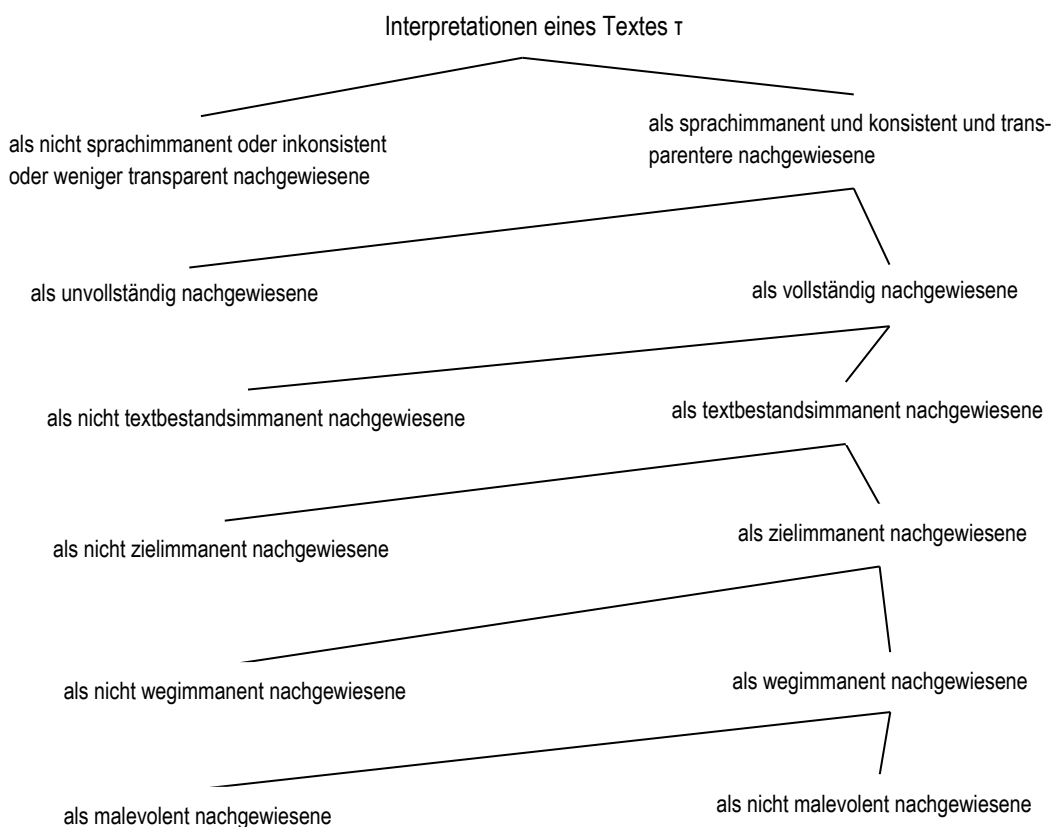 Interpretationen eines Textes τ
als nicht sprachimmanent oder inkonsistent
oder weniger transparent nachgewiesene
als sprachimmanent und konsistent und trans-
parentere nachgewiesene
als unvollständig nachgewiesene
als vollständig nachgewiesene
als nicht textbestandsimmanent nachgewiesene
als textbestandsimmanent nachgewiesene
als nicht zielimmanent nachgewiesene
als zielimmanent nachgewiesene
als nicht wegimmanent nachgewiesene
als wegimmanent nachgewiesene
als malevolent nachgewiesene
als nicht malevolent nachgewiesene